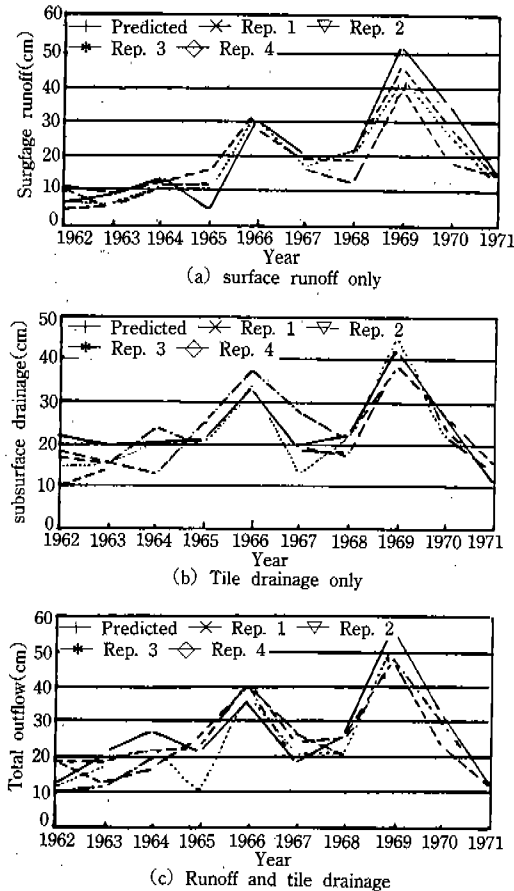 60
50
40
30
20
10
0
Surgfage runoff(cm)
Predicted Rep. 1 Rep. 2
Rep. 3 Rep. 4
1962 1963 1964 1965 1966 1967 1968 1969 1970 1971
Year
(a) surface runoff only
50
40
30
20
10
0
subsurface drainage(cm)
Predicted Rep. 1 Rep. 2
Rep. 3 Rep. 4
1962 1963 1964 1965 1966 1967 1968 1969 1970 1971
Year
(b) Tile drainage only
60
50
40
30
20
10
0
Total outflow(cm)
Predicted Rep. 1 Rep. 2
Rep. 3 Rep. 4
1962 1963 1964 1965 1966 1967 1968 1969 1970 1971
Year
(c) Runoff and tile drainage